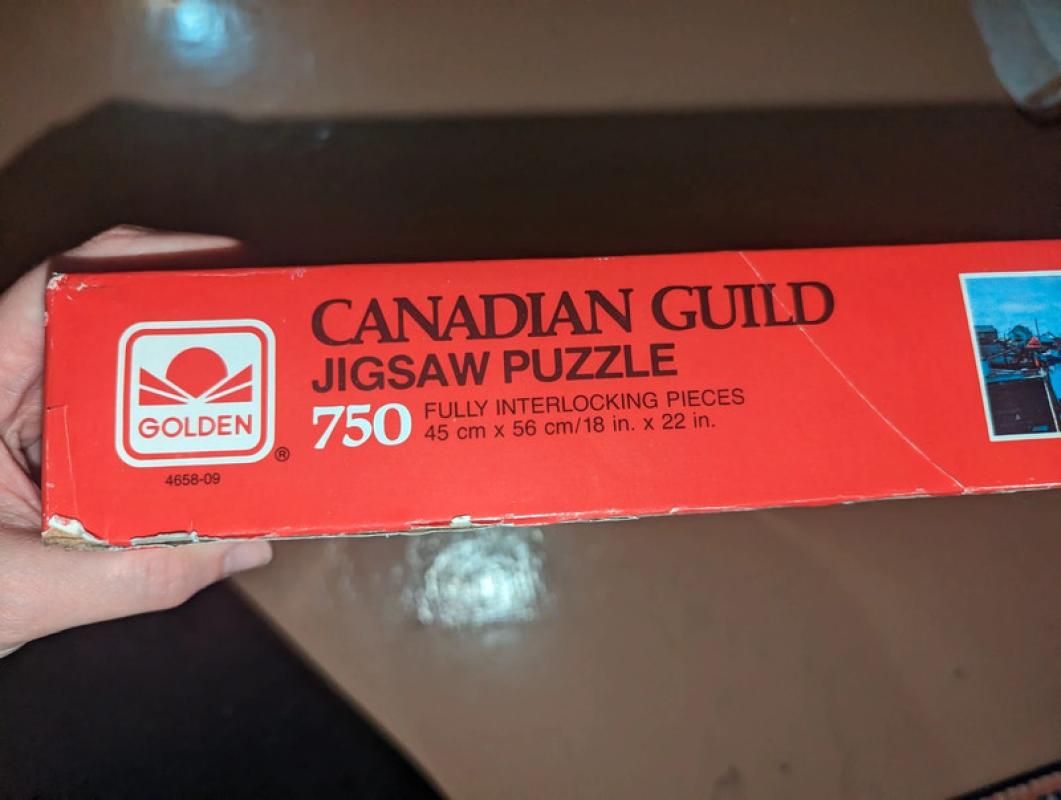 CANADIAN GUILD
JIGSAW PUZZLE
750 FULLY INTERLOCKING PIECES
45 cm x 56 cm/18 in. x 22 in.
GOLDEN
®
4658-09